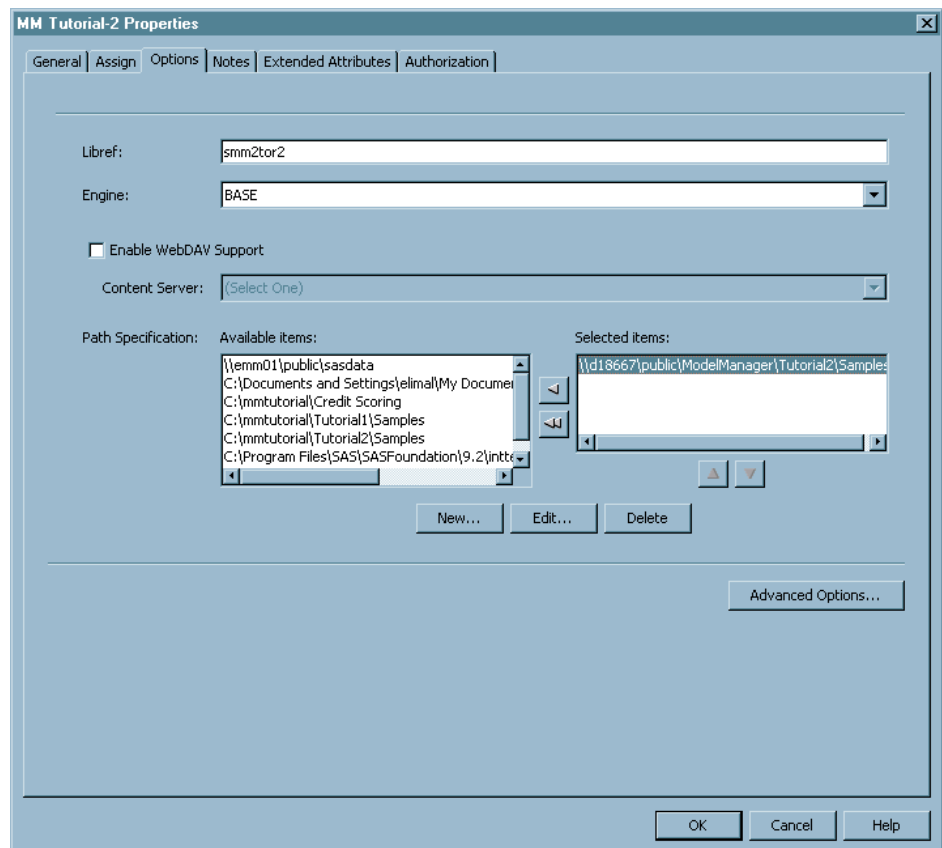 MM Tutorial-2 Properties
General Assign Options Notes Extended Attributes Authorization
Libref: smm2tor2
Engine: BASE
Enable WebDAV Support
Content Server: (Select One)
Path Specification: Available items: Selected items:
\\emm01\public\sasdata
C:\Documents and Settings\elimal\My Documer
C:\mmtutorial\Credit Scoring
C:\mmtutorial\Tutorial1\Samples
C:\mmtutorial\Tutorial2\Samples
C:\Program Files\SAS\SASFoundation\9.2\intte
\\d18667\public\ModelManager\Tutorial2\Samples
New... Edit... Delete
Advanced Options...
OK Cancel Help